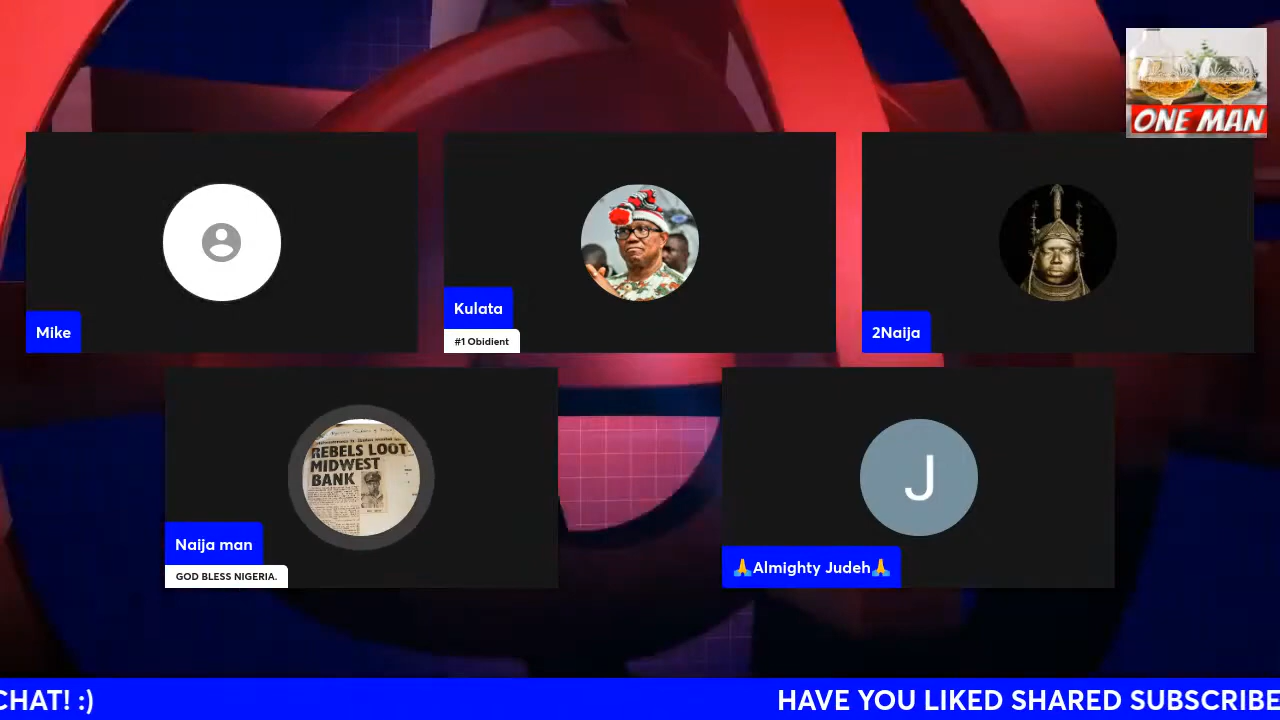 ONE MAN
Mike
Kulata
#1 Obidient
2Naija
REBELS LOOT
MIDWEST
BANK
Naija man
GOD BLESS NIGERIA.
J
🙏Almighty Judeh🙏
CHAT! :)
HAVE YOU LIKED SHARED SUBSCRIBE